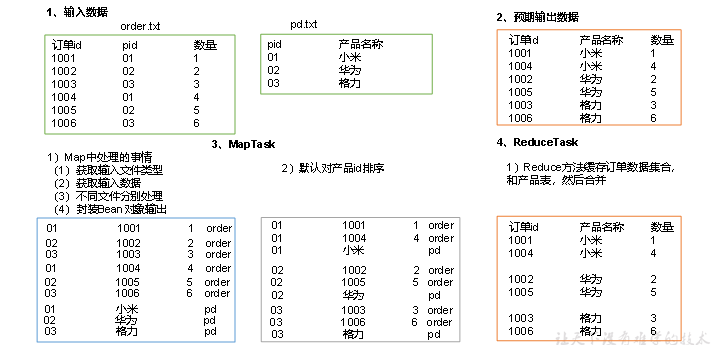 1、输入数据
order.txt
订单id pid 数量
1001 01 1
1002 02 2
1003 03 3
1004 01 4
1005 02 5
1006 03 6
pd.txt
pid 产品名称
01 小米
02 华为
03 格力
2、预期输出数据
订单id 产品名称 数量
1001 小米 1
1004 小米 4
1002 华为 2
1005 华为 5
1003 格力 3
1006 格力 6
3、MapTask
1）Map中处理的事情
（1）获取输入文件类型
（2）获取输入数据
（3）不同文件分别处理
（4）封装Bean对象输出
01 1001 1 order
02 1002 2 order
03 1003 3 order
01 1004 4 order
02 1005 5 order
03 1006 6 order
01 小米 pd
02 华为 pd
03 格力 pd
2）默认对产品id排序
01 1001 1 order
01 1004 4 order
01 小米 pd
02 1002 2 order
02 1005 5 order
02 华为 pd
03 1003 3 order
03 1006 6 order
03 格力 pd
4、ReduceTask
1）Reduce方法缓存订单数据集合，
和产品表，然后合并
订单id 产品名称 数量
1001 小米 1
1004 小米 4
1002 华为 2
1005 华为 5
1003 格力 3
1006 格力 6
让天下没有难学的技术